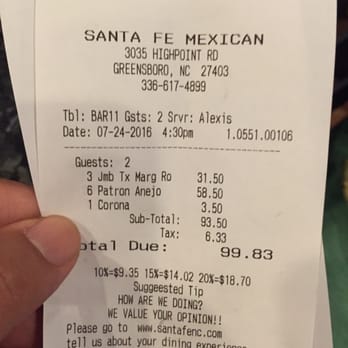 SANTA FE MEXICAN
3035 HIGHPOINT RD
GREENSBORO, NC 27403
336-617-4899
Tbl: BAR11 Gsts: 2 Srvr: Alexis
Date: 07-24-2016 4:30pm 1.0551.00106
Guests: 2
3 Jmb Tx Marg Ro 31.50
6 Patron Anejo 58.50
1 Corona 3.50
Sub-Total: 93.50
Tax: 6.33
otal Due: 99.83
10%=$9.35 15%=$14.02 20%=$18.70
Sugeested Tip
HOW ARE WE DOING?
WE VALUE YOUR OPINION!!
Please go to www.santafenc.com
tell us about your dining experience